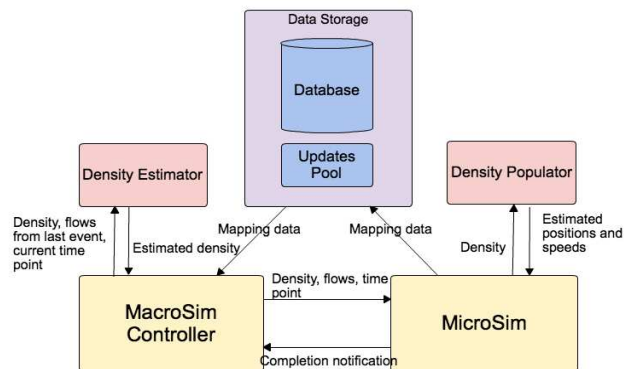 Data Storage
Database
Updates
Pool
Density Estimator
Density Populator
Density, flows
from last event,
current time
point
Estimated density
Mapping data
Mapping data
Density
Estimated
positions and
speeds
MacroSim
Controller
Density, flows, time
point
MicroSim
Completion notification